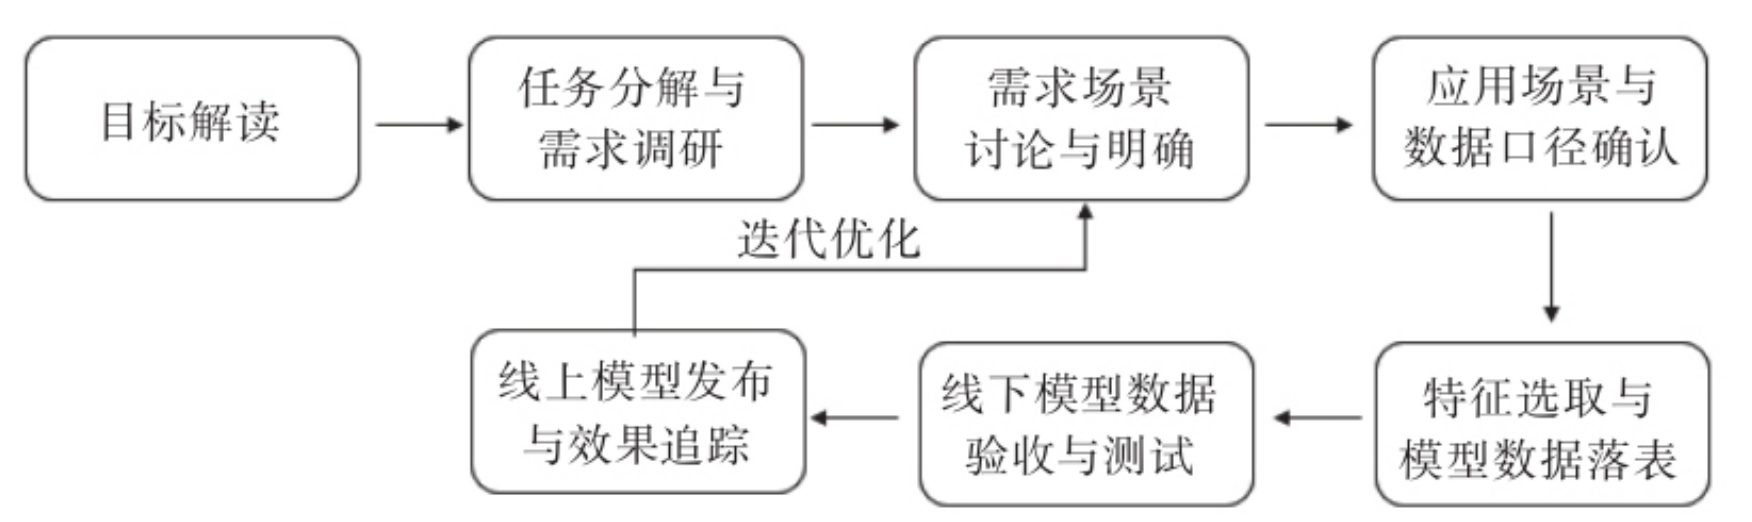 目标解读
任务分解与
需求调研
需求场景
讨论与明确
应用场景与
数据口径确认
迭代优化
线上模型发布
与效果追踪
线下模型数据
验收与测试
特征选取与
模型数据落表